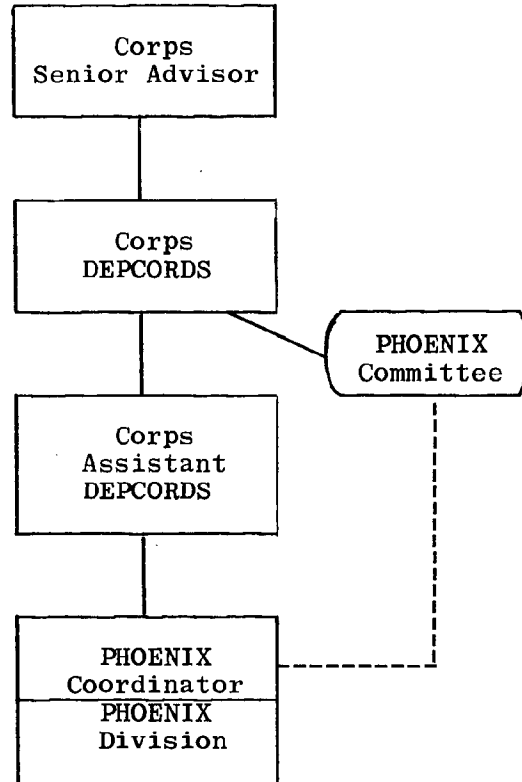 Corps
Senior Advisor
Corps
DEPCORDS
PHOENIX
Committee
Corps
Assistant
DEPCORDS
PHOENIX
Coordinator
PHOENIX
Division